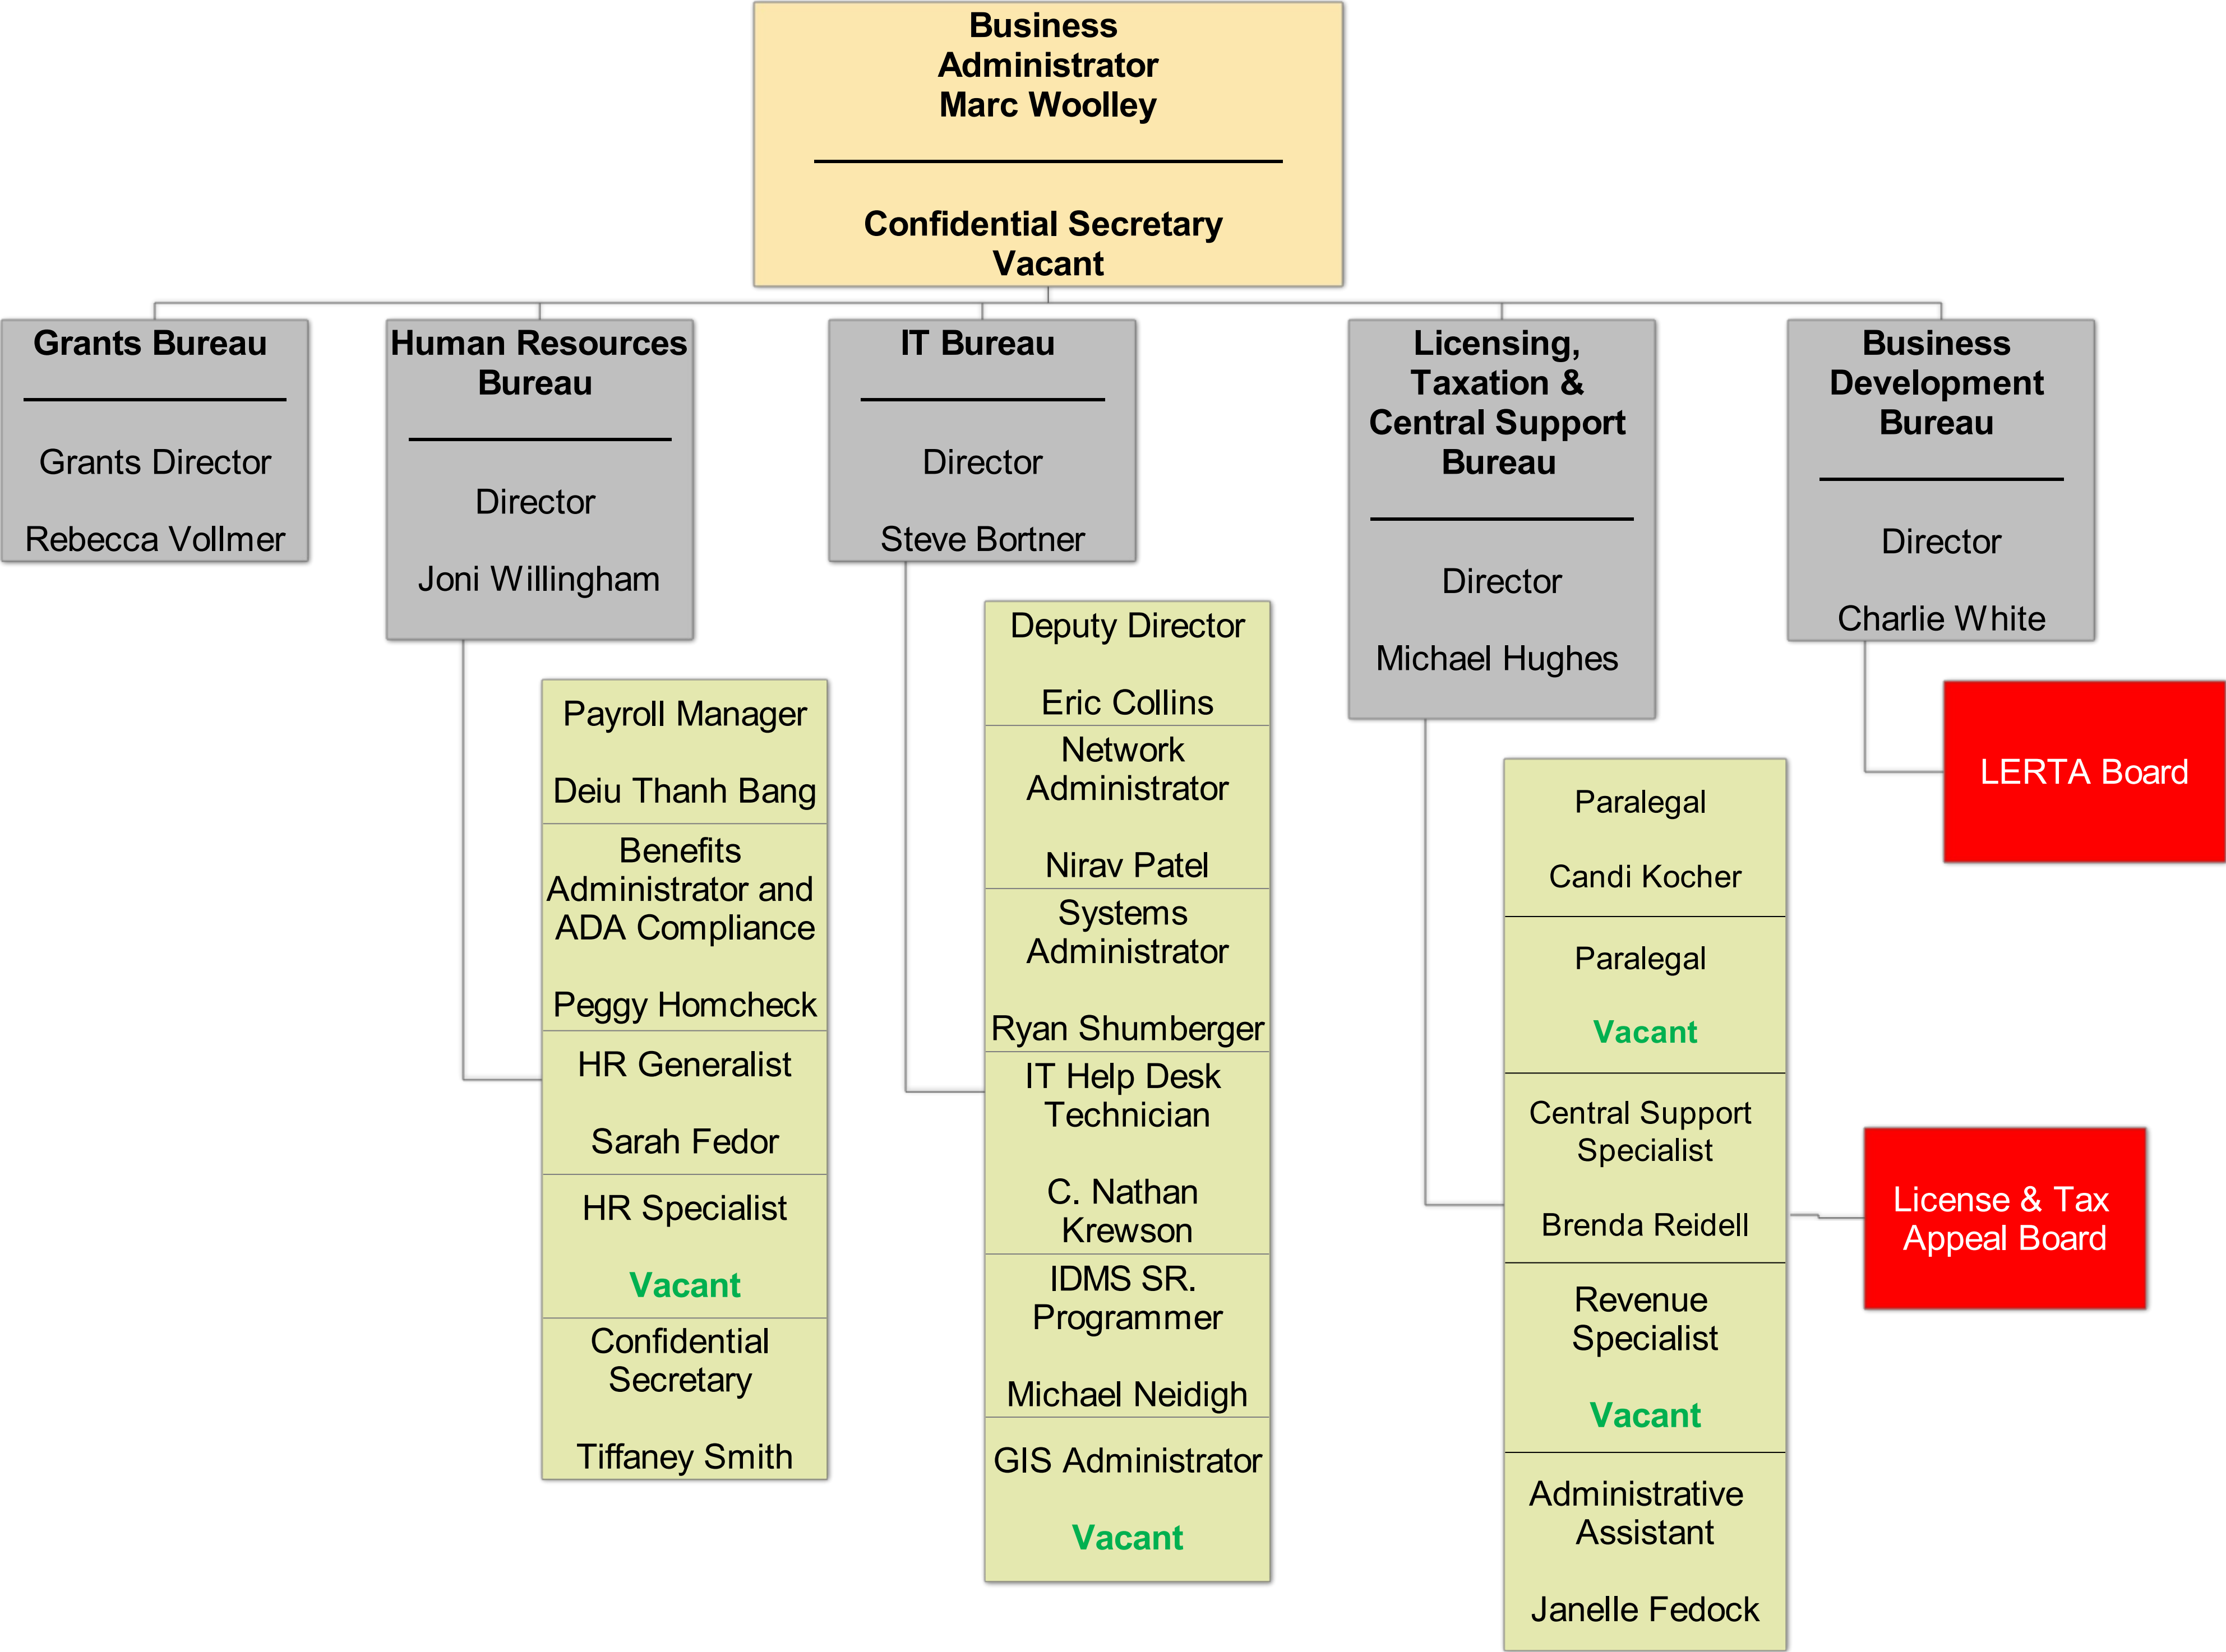 Business
Administrator
Marc Woolley
Confidential Secretary
Vacant
Grants Bureau
Grants Director
Rebecca Vollmer
Human Resources
Bureau
Director
Joni Willingham
Payroll Manager
Deiu Thanh Bang
Benefits
Administrator and
ADA Compliance
Peggy Homcheck
HR Generalist
Sarah Fedor
HR Specialist
Vacant
Confidential
Secretary
Tiffaney Smith
IT Bureau
Director
Steve Bortner
Deputy Director
Eric Collins
Network
Administrator
Nirav Patel
Systems
Administrator
Ryan Shumberger
IT Help Desk
Technician
C. Nathan
Krewson
IDMS SR.
Programmer
Michael Neidigh
GIS Administrator
Vacant
Licensing,
Taxation &
Central Support
Bureau
Director
Michael Hughes
Paralegal
Candi Kocher
Paralegal
Vacant
Central Support
Specialist
Brenda Reidell
Revenue
Specialist
Vacant
Administrative
Assistant
Janelle Fedock
License & Tax
Appeal Board
Business
Development
Bureau
Director
Charlie White
LERTA Board